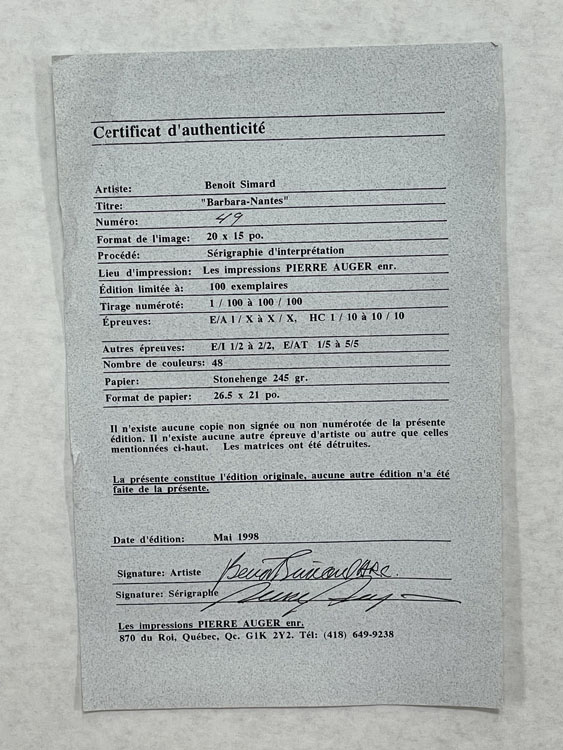 Certificat d'authenticité
Artiste: Benoit Simard
Titre: "Barbara-Nantes"
Numéro: 49
Format de l'image: 20 x 15 po.
Procédé: Sérigraphie d'interprétation
Lieu d'impression: Les impressions PIERRE AUGER enr.
Édition limitée à: 100 exemplaires
Tirage numéroté: 1 / 100 à 100 / 100
Épreuves: E/A 1 / X à X / X, HC 1 / 10 à 10 / 10
Autres épreuves: E/I 1/2 à 2/2, E/AT 1/5 à 5/5
Nombre de couleurs: 48
Papier: Stonehenge 245 gr.
Format de papier: 26.5 x 21 po.
Il n'existe aucune copie non signée ou non numérotée de la présente
édition. Il n'existe aucune autre épreuve d'artiste ou autre que celles
mentionnées ci-haut. Les matrices ont été détruites.
La présente constitue l'édition originale, aucune autre édition n'a été
faite de la présente.
Date d'édition: Mai 1998
Signature: Artiste Benoit Simard
Signature: Sérigraphe
Les impressions PIERRE AUGER enr.
870 du Roi, Québec, Qc. G1K 2Y2. Tél: (418) 649-9238